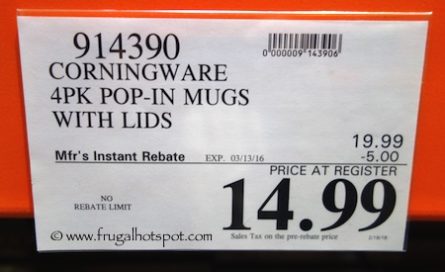 914390
0"000009"143906"
CORNINGWARE
4PK POP-IN MUGS
WITH LIDS
19.99
Mfr's Instant Rebate EXP. 03/13/16 -5.00
PRICE AT REGISTER
14.99
NO
REBATE LIMIT
© www.frugalhotspot.com
Sales Tax on the pre-rebate price